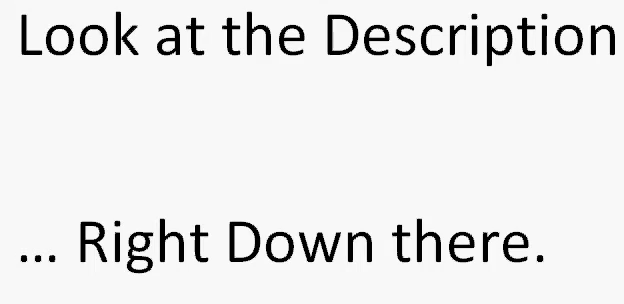 Look at the Description
... Right Down there.